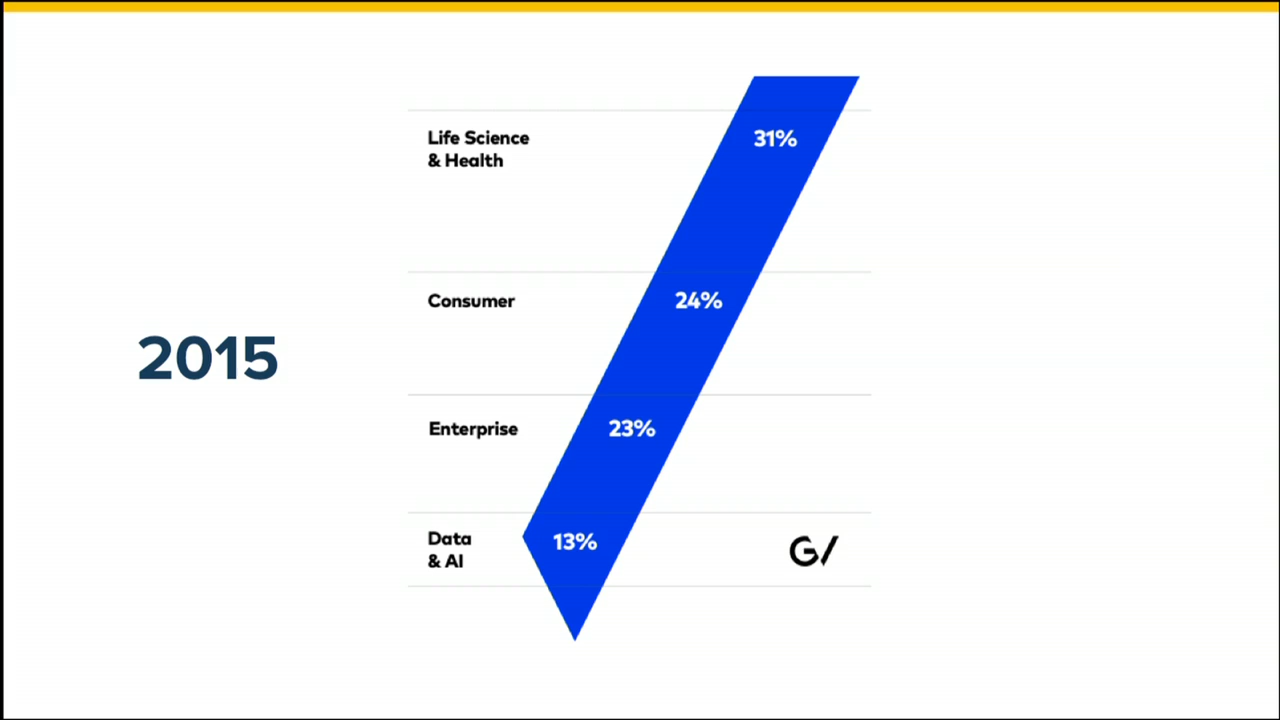 2015
Life Science
& Health
31%
Consumer
24%
Enterprise
23%
Data
& AI
13%
G/